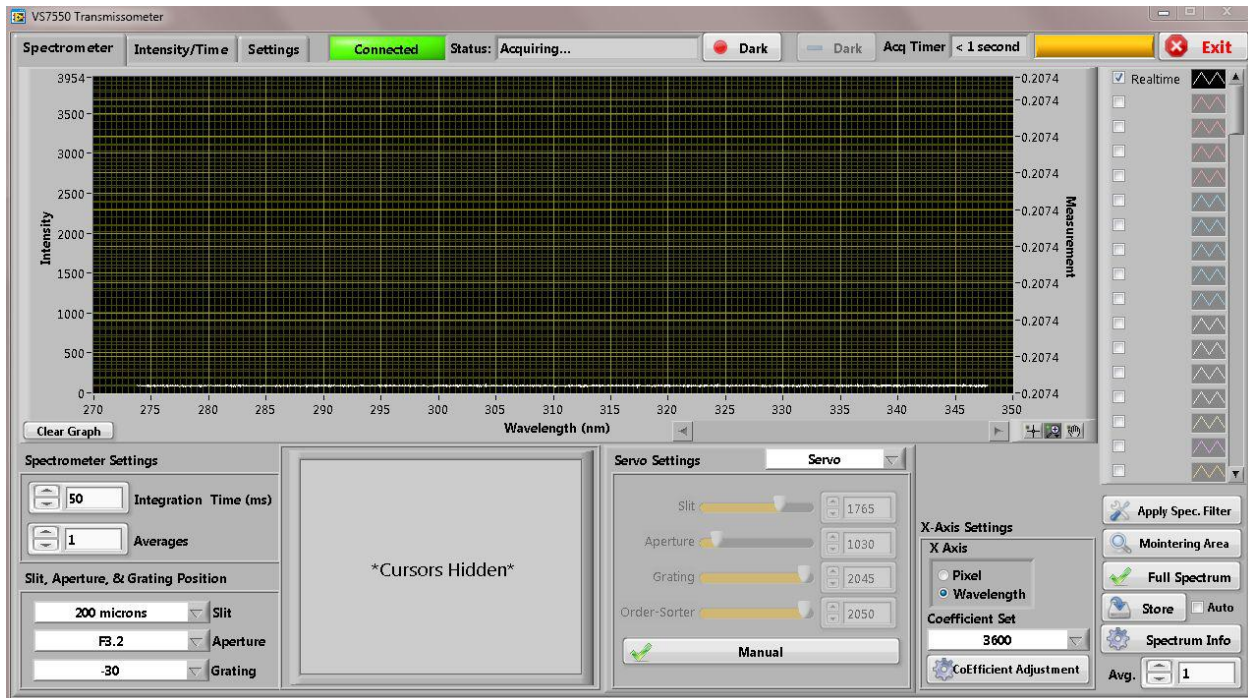 VS7550 Transmissometer
Spectrometer Intensity/Time Settings Connected Status: Acquiring... Dark Dark Acq Timer < 1 second Exit
3954
3500
3000
2500
2000
1500
1000
500
0
Intensity
270 275 280 285 290 295 300 305 310 315 320 325 330 335 340 345 350
Wavelength (nm)
-0.2074
-0.2074
-0.2074
-0.2074
-0.2074
-0.2074
-0.2074
-0.2074
-0.2074
-0.2074
Measurement
Realtime
Clear Graph
Spectrometer Settings
50 Integration Time (ms)
1 Averages
Slit, Aperture, & Grating Position
200 microns Slit
F3.2 Aperture
-30 Grating
*Cursors Hidden*
Servo Settings Servo
Slit 1765
Aperture 1030
Grating 2045
Order-Sorter 2050
Manual
X-Axis Settings
X Axis
Pixel
Wavelength
Coefficient Set
3600
CoEfficient Adjustment
Apply Spec. Filter
Mointering Area
Full Spectrum
Store Auto
Spectrum Info
Avg. 1